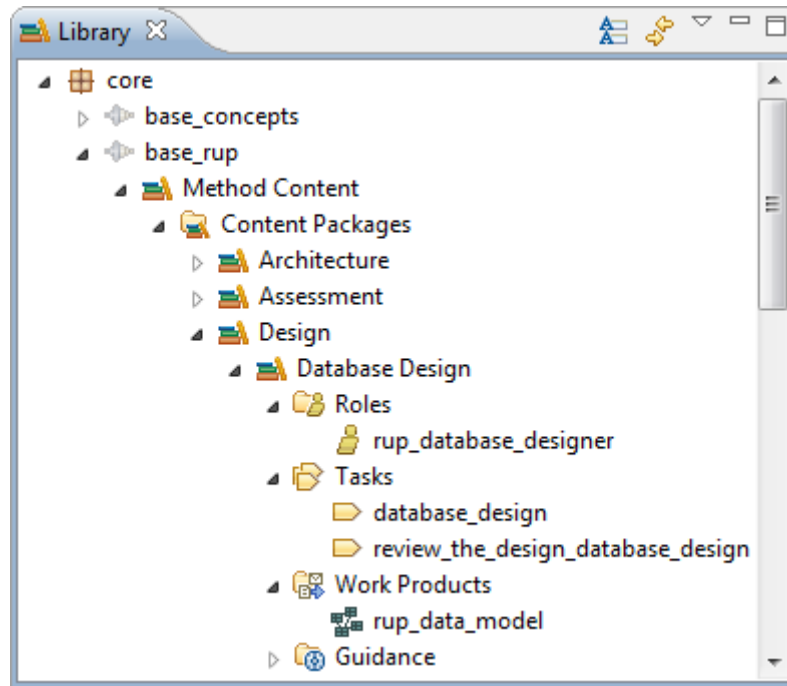 Library
core
base_concepts
base_rup
Method Content
Content Packages
Architecture
Assessment
Design
Database Design
Roles
rup_database_designer
Tasks
database_design
review_the_design_database_design
Work Products
rup_data_model
Guidance